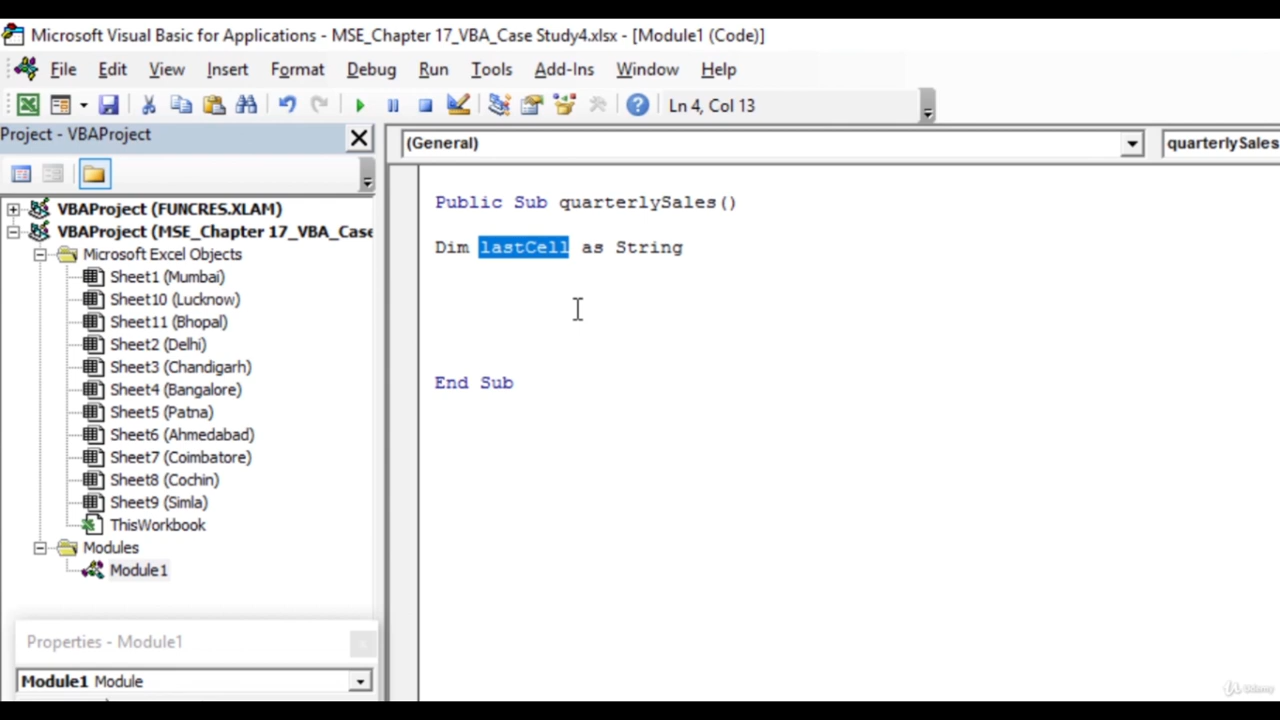 Microsoft Visual Basic for Applications - MSE_Chapter 17_VBA_Case Study4.xlsx - [Module1 (Code)]
File Edit View Insert Format Debug Run Tools Add-Ins Window Help
Ln 4, Col 13
Project - VBAProject
(General)
quarterlySales
VBAProject (FUNCRES.XLAM)
VBAProject (MSE_Chapter 17_VBA_Case
Microsoft Excel Objects
Sheet1 (Mumbai)
Sheet10 (Lucknow)
Sheet11 (Bhopal)
Sheet2 (Delhi)
Sheet3 (Chandigarh)
Sheet4 (Bangalore)
Sheet5 (Patna)
Sheet6 (Ahmedabad)
Sheet7 (Coimbatore)
Sheet8 (Cochin)
Sheet9 (Simla)
ThisWorkbook
Modules
Module1
Properties - Module1
Module1 Module
Public Sub quarterlySales()
Dim lastCell as String
End Sub
Udemy